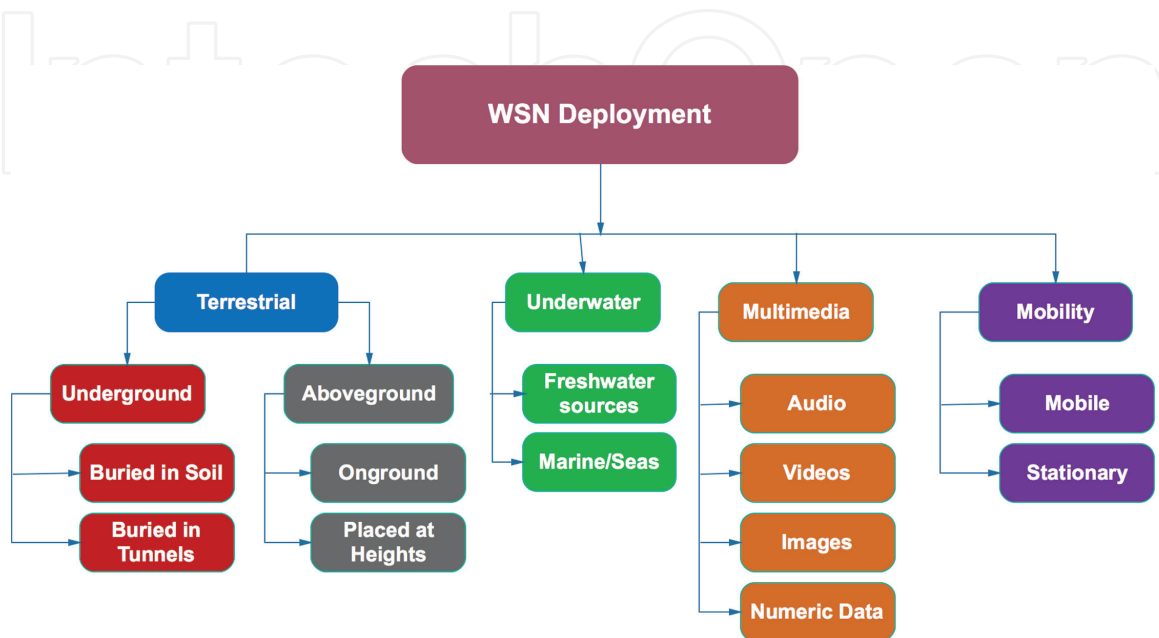 IntechOpen
WSN Deployment
Terrestrial
Underwater
Multimedia
Mobility
Underground
Aboveground
Freshwater
sources
Audio
Mobile
Buried in Soil
Onground
Marine/Seas
Videos
Stationary
Buried in
Tunnels
Placed at
Heights
Images
Numeric Data